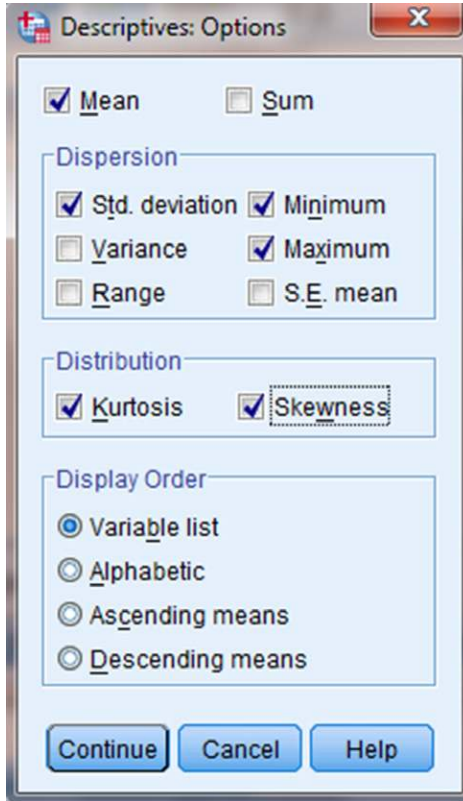 Descriptives: Options
Mean Sum
Dispersion
Std. deviation Minimum
Variance Maximum
Range S.E. mean
Distribution
Kurtosis Skewness
Display Order
Variable list
Alphabetic
Ascending means
Descending means
Continue Cancel Help